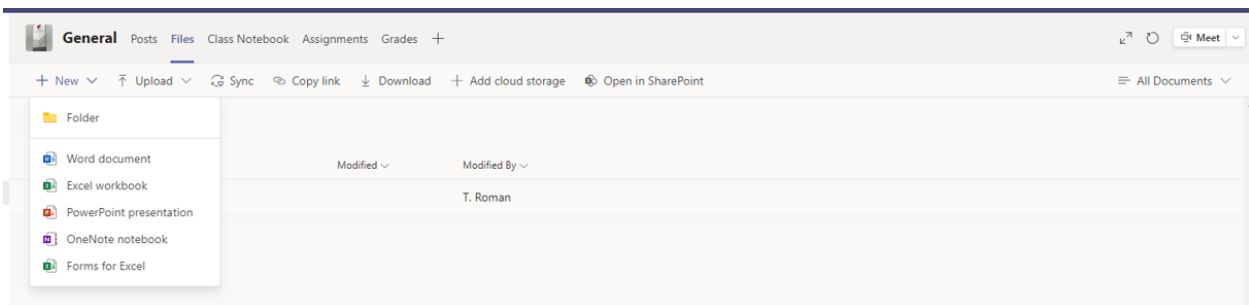 General Posts Files Class Notebook Assignments Grades + Meet
+ New Upload Sync Copy link Download + Add cloud storage Open in SharePoint All Documents
Folder
Word document
Modified Modified By
Excel workbook
T. Roman
PowerPoint presentation
OneNote notebook
Forms for Excel